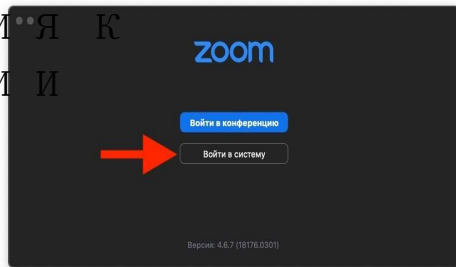 И Я К
zoom
И И
Войти в конференцию
Войти в систему
Версия: 4.6.7 (18176.0301)